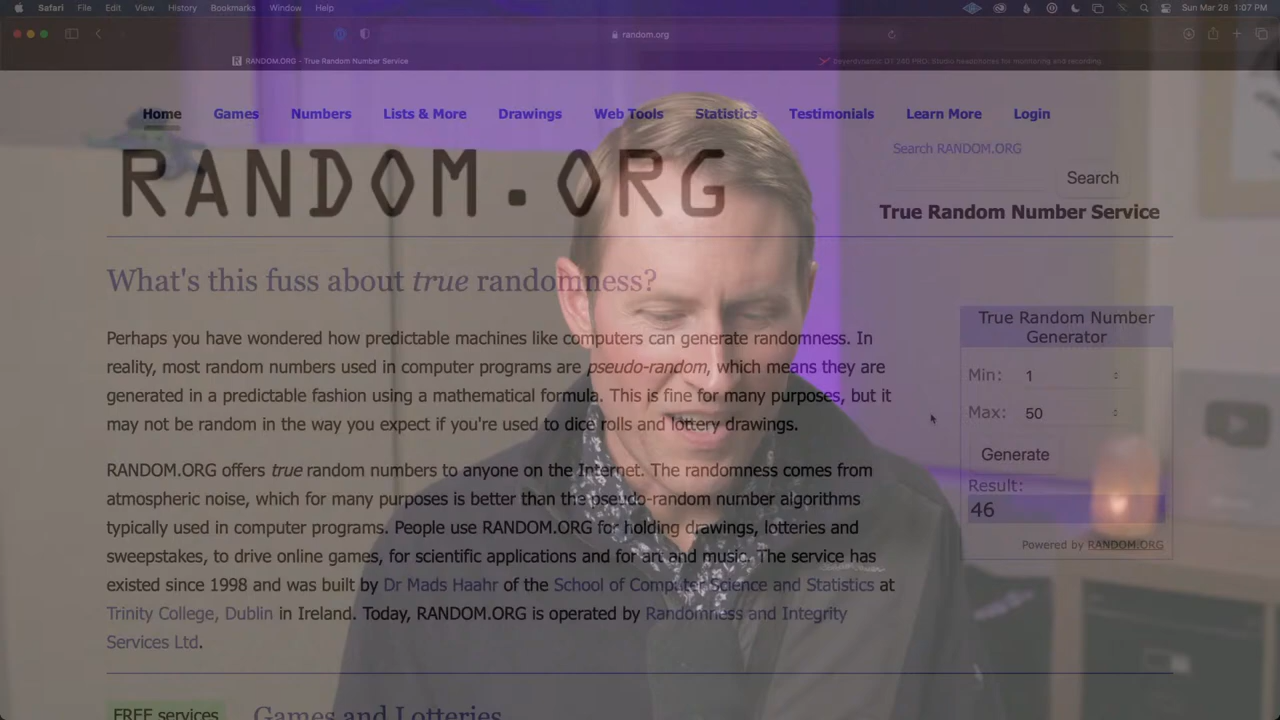 Safari File Edit View History Bookmarks Window Help Sun Mar 28 1:07 PM
random.org
RANDOM.ORG - True Random Number Service
beyerdynamic DT 240 PRO: Studio headphones for monitoring and recording
Home Games Numbers Lists & More Drawings Web Tools Statistics Testimonials Learn More Login
Search RANDOM.ORG
Search
RANDOM.ORG
True Random Number Service
What's this fuss about true randomness?
Perhaps you have wondered how predictable machines like computers can generate randomness. In
reality, most random numbers used in computer programs are pseudo-random, which means they are
generated in a predictable fashion using a mathematical formula. This is fine for many purposes, but it
may not be random in the way you expect if you're used to dice rolls and lottery drawings.
RANDOM.ORG offers true random numbers to anyone on the Internet. The randomness comes from
atmospheric noise, which for many purposes is better than the pseudo-random number algorithms
typically used in computer programs. People use RANDOM.ORG for holding drawings, lotteries and
sweepstakes, to drive online games, for scientific applications and for art and music. The service has
existed since 1998 and was built by Dr Mads Haahr of the School of Computer Science and Statistics at
Trinity College, Dublin in Ireland. Today, RANDOM.ORG is operated by Randomness and Integrity
Services Ltd.
True Random Number
Generator
Min: 1
Max: 50
Generate
Result:
46
Powered by RANDOM.ORG
FREE services
Games and Lotteries